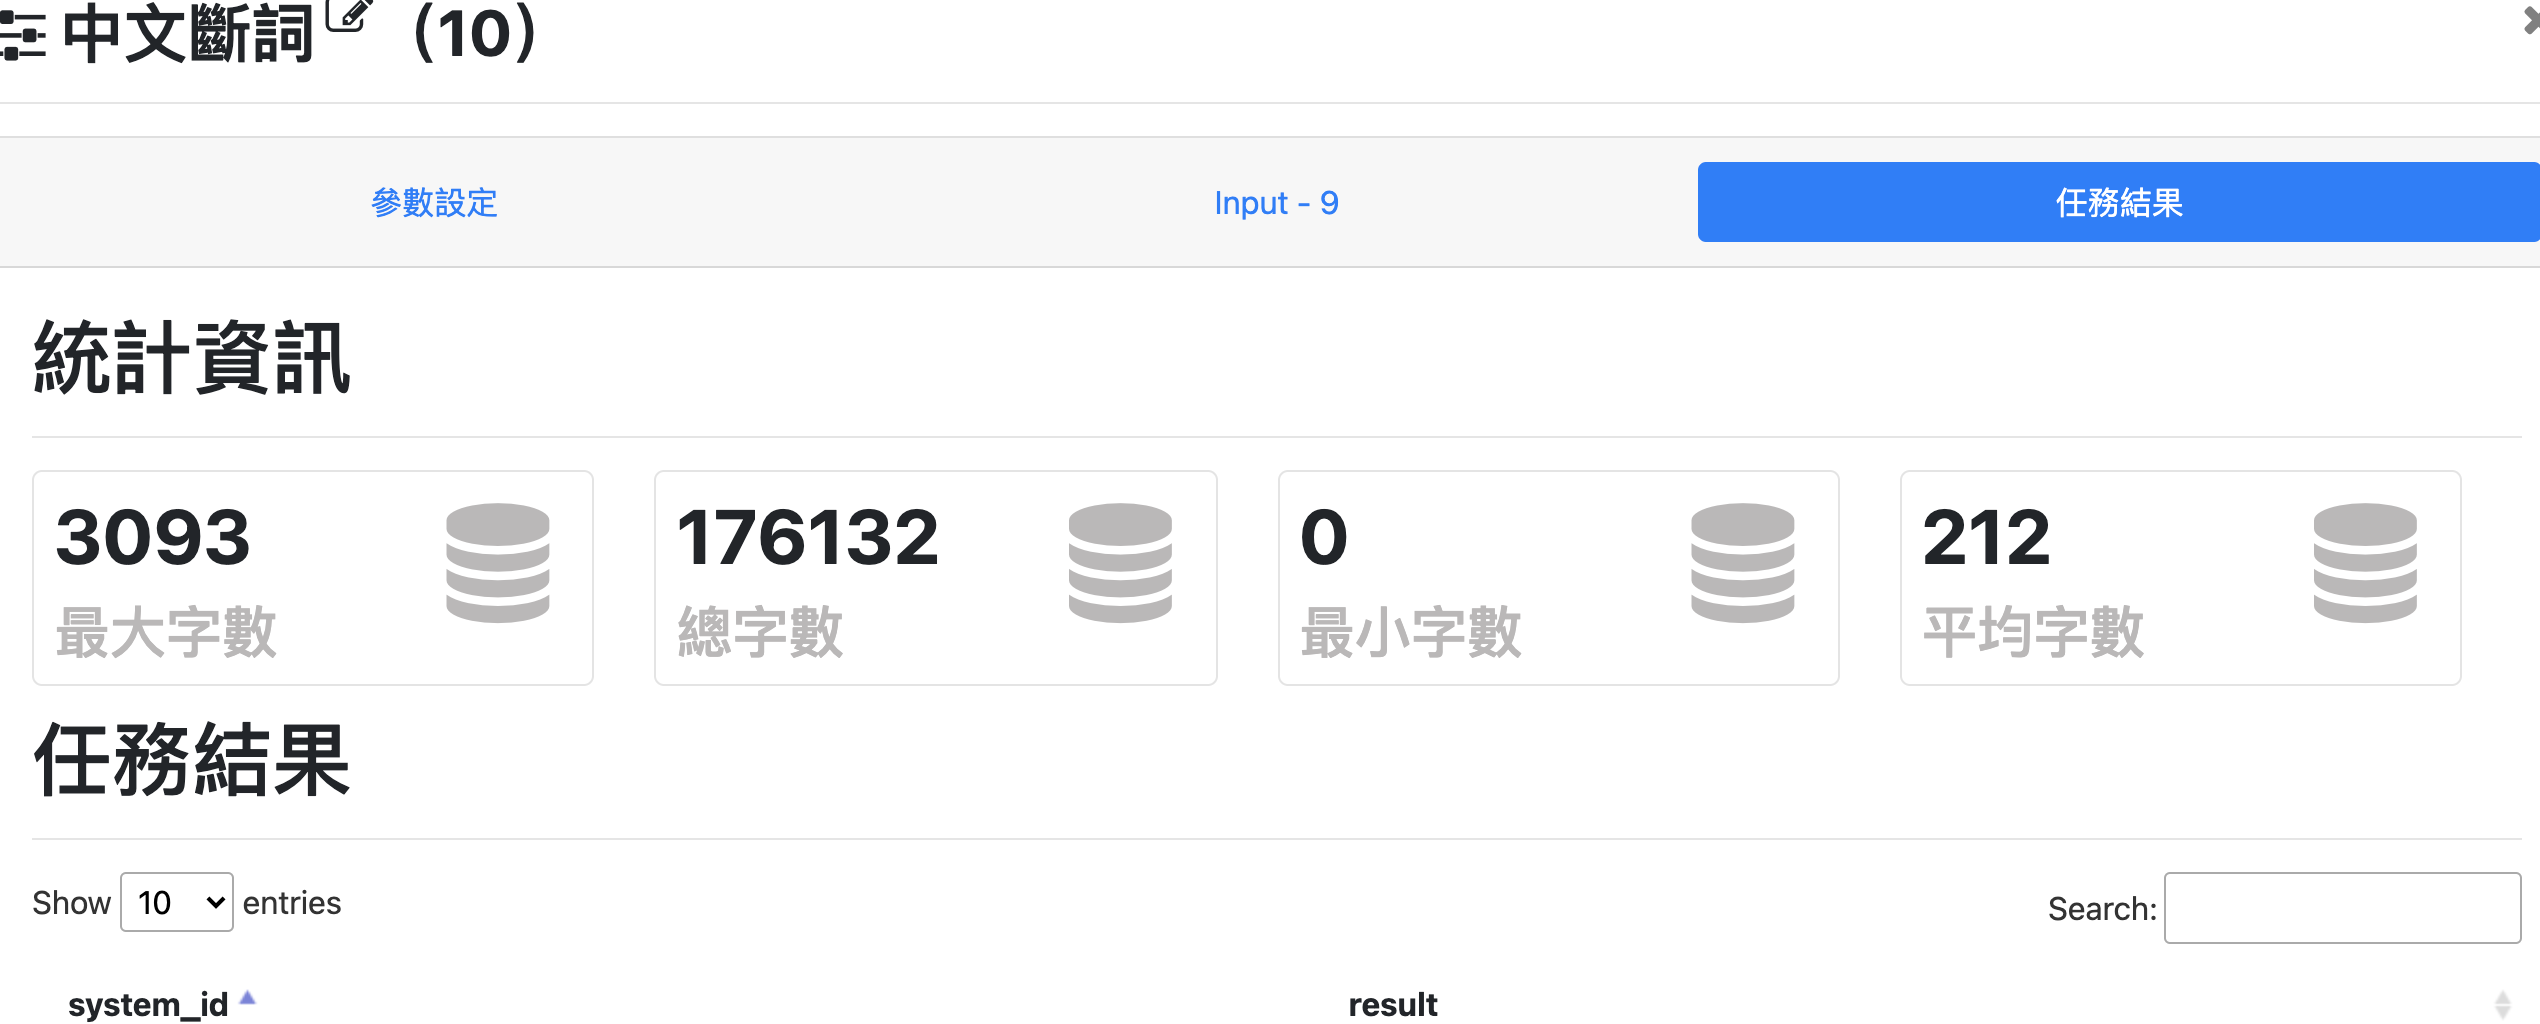 中文斷詞 (10)
參數設定 Input - 9 任務結果
統計資訊
3093 176132 0 212
最大字數 總字數 最小字數 平均字數
任務結果
Show 10 entries Search:
system_id result